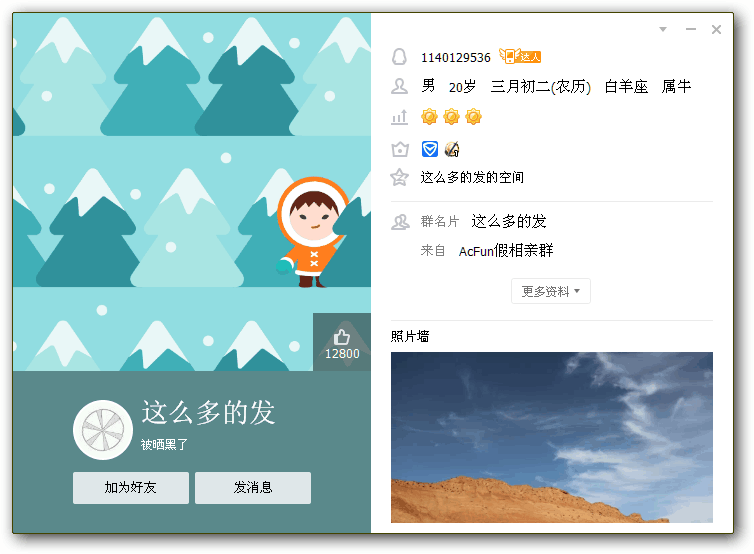 12800
这么多的发
被晒黑了
加为好友 发消息
1140129536 达人
男 20岁 三月初二(农历) 白羊座 属牛
这么多的发的空间
群名片 这么多的发
来自 AcFun假相亲群
更多资料
照片墙